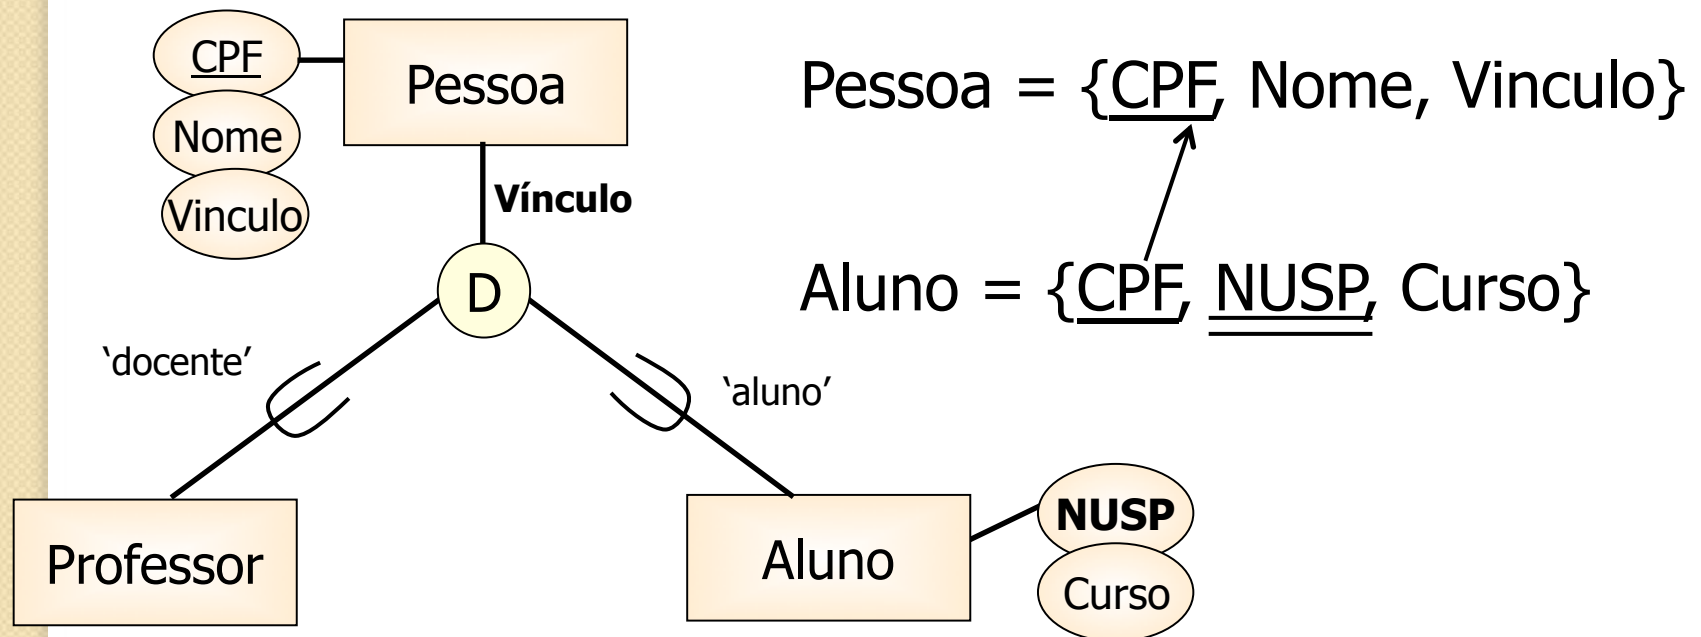 CPF
Nome
Vinculo
Pessoa
Vínculo
D
‘docente’
‘aluno’
Professor
Aluno
NUSP
Curso
Pessoa = {CPF, Nome, Vinculo}
Aluno = {CPF, NUSP, Curso}